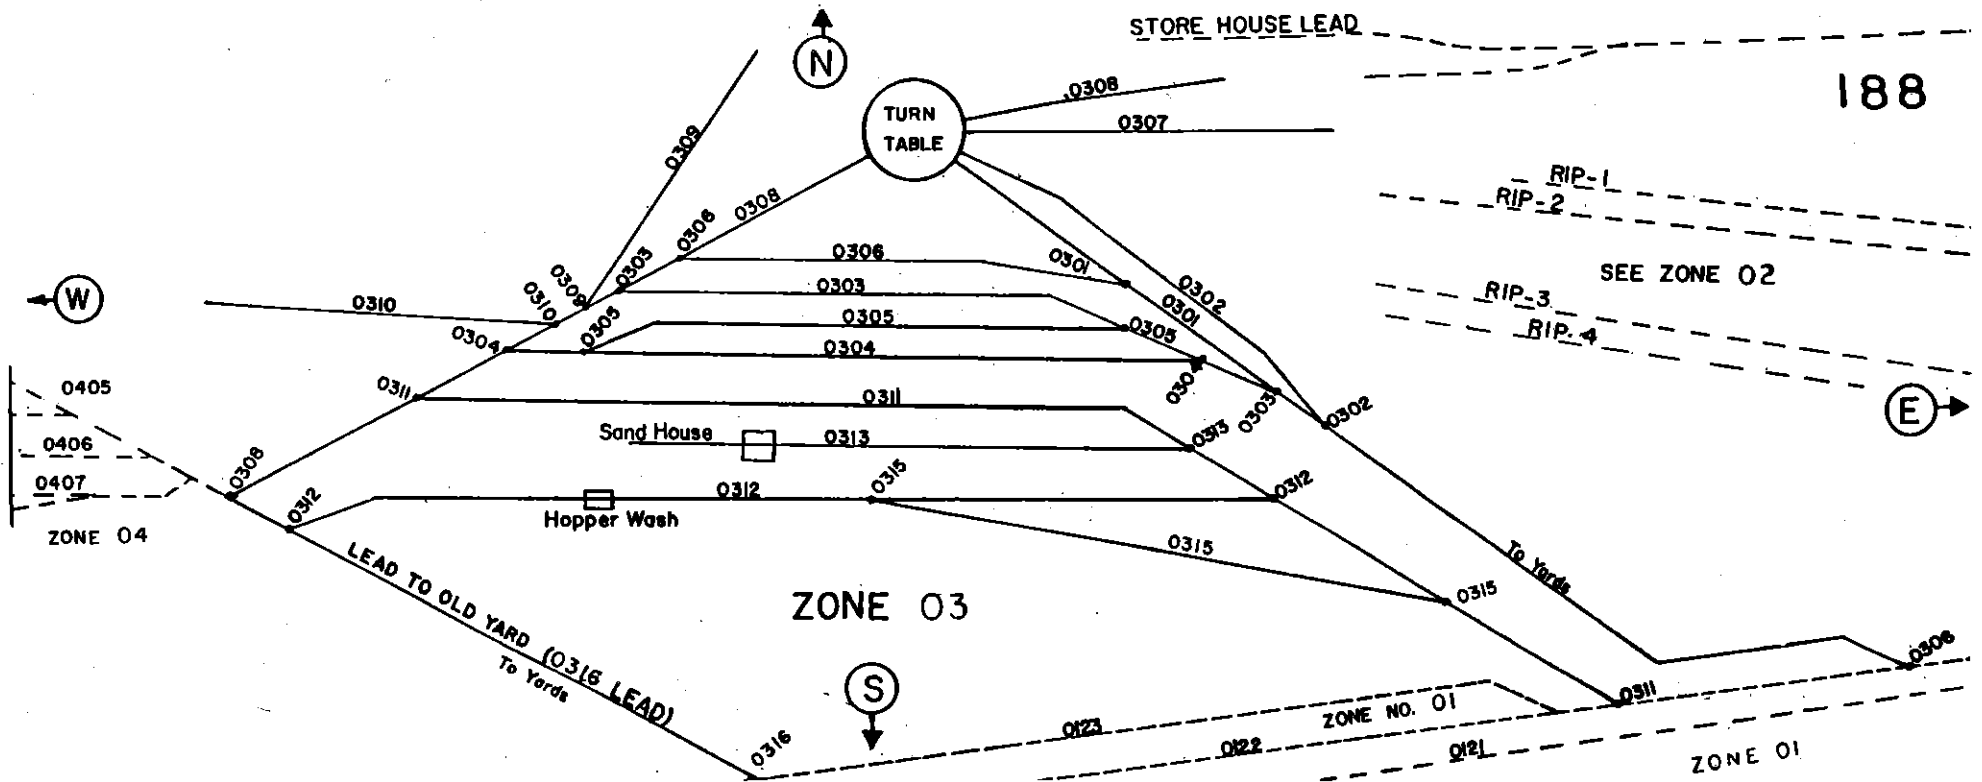 STORE HOUSE LEAD
N
188
TURN
TABLE
0308
0307
0309
0308
0306
0303
0309
0310
RIP-1
RIP-2
SEE ZONE 02
RIP-3
RIP-4
W
0310
0306
0301
0303
0302
0301
0305
0305
0305
0304
0304
0304
0303
0302
E
0405
0406
0407
ZONE 04
0311
0311
Sand House
0313
0313
0308
0312
0315
0312
0312
Hopper Wash
0315
0315
To Yards
LEAD TO OLD YARD (0316 LEAD)
To Yards
ZONE 03
S
0306
0311
ZONE NO. 01
0316
0123
0122
0121
ZONE 01